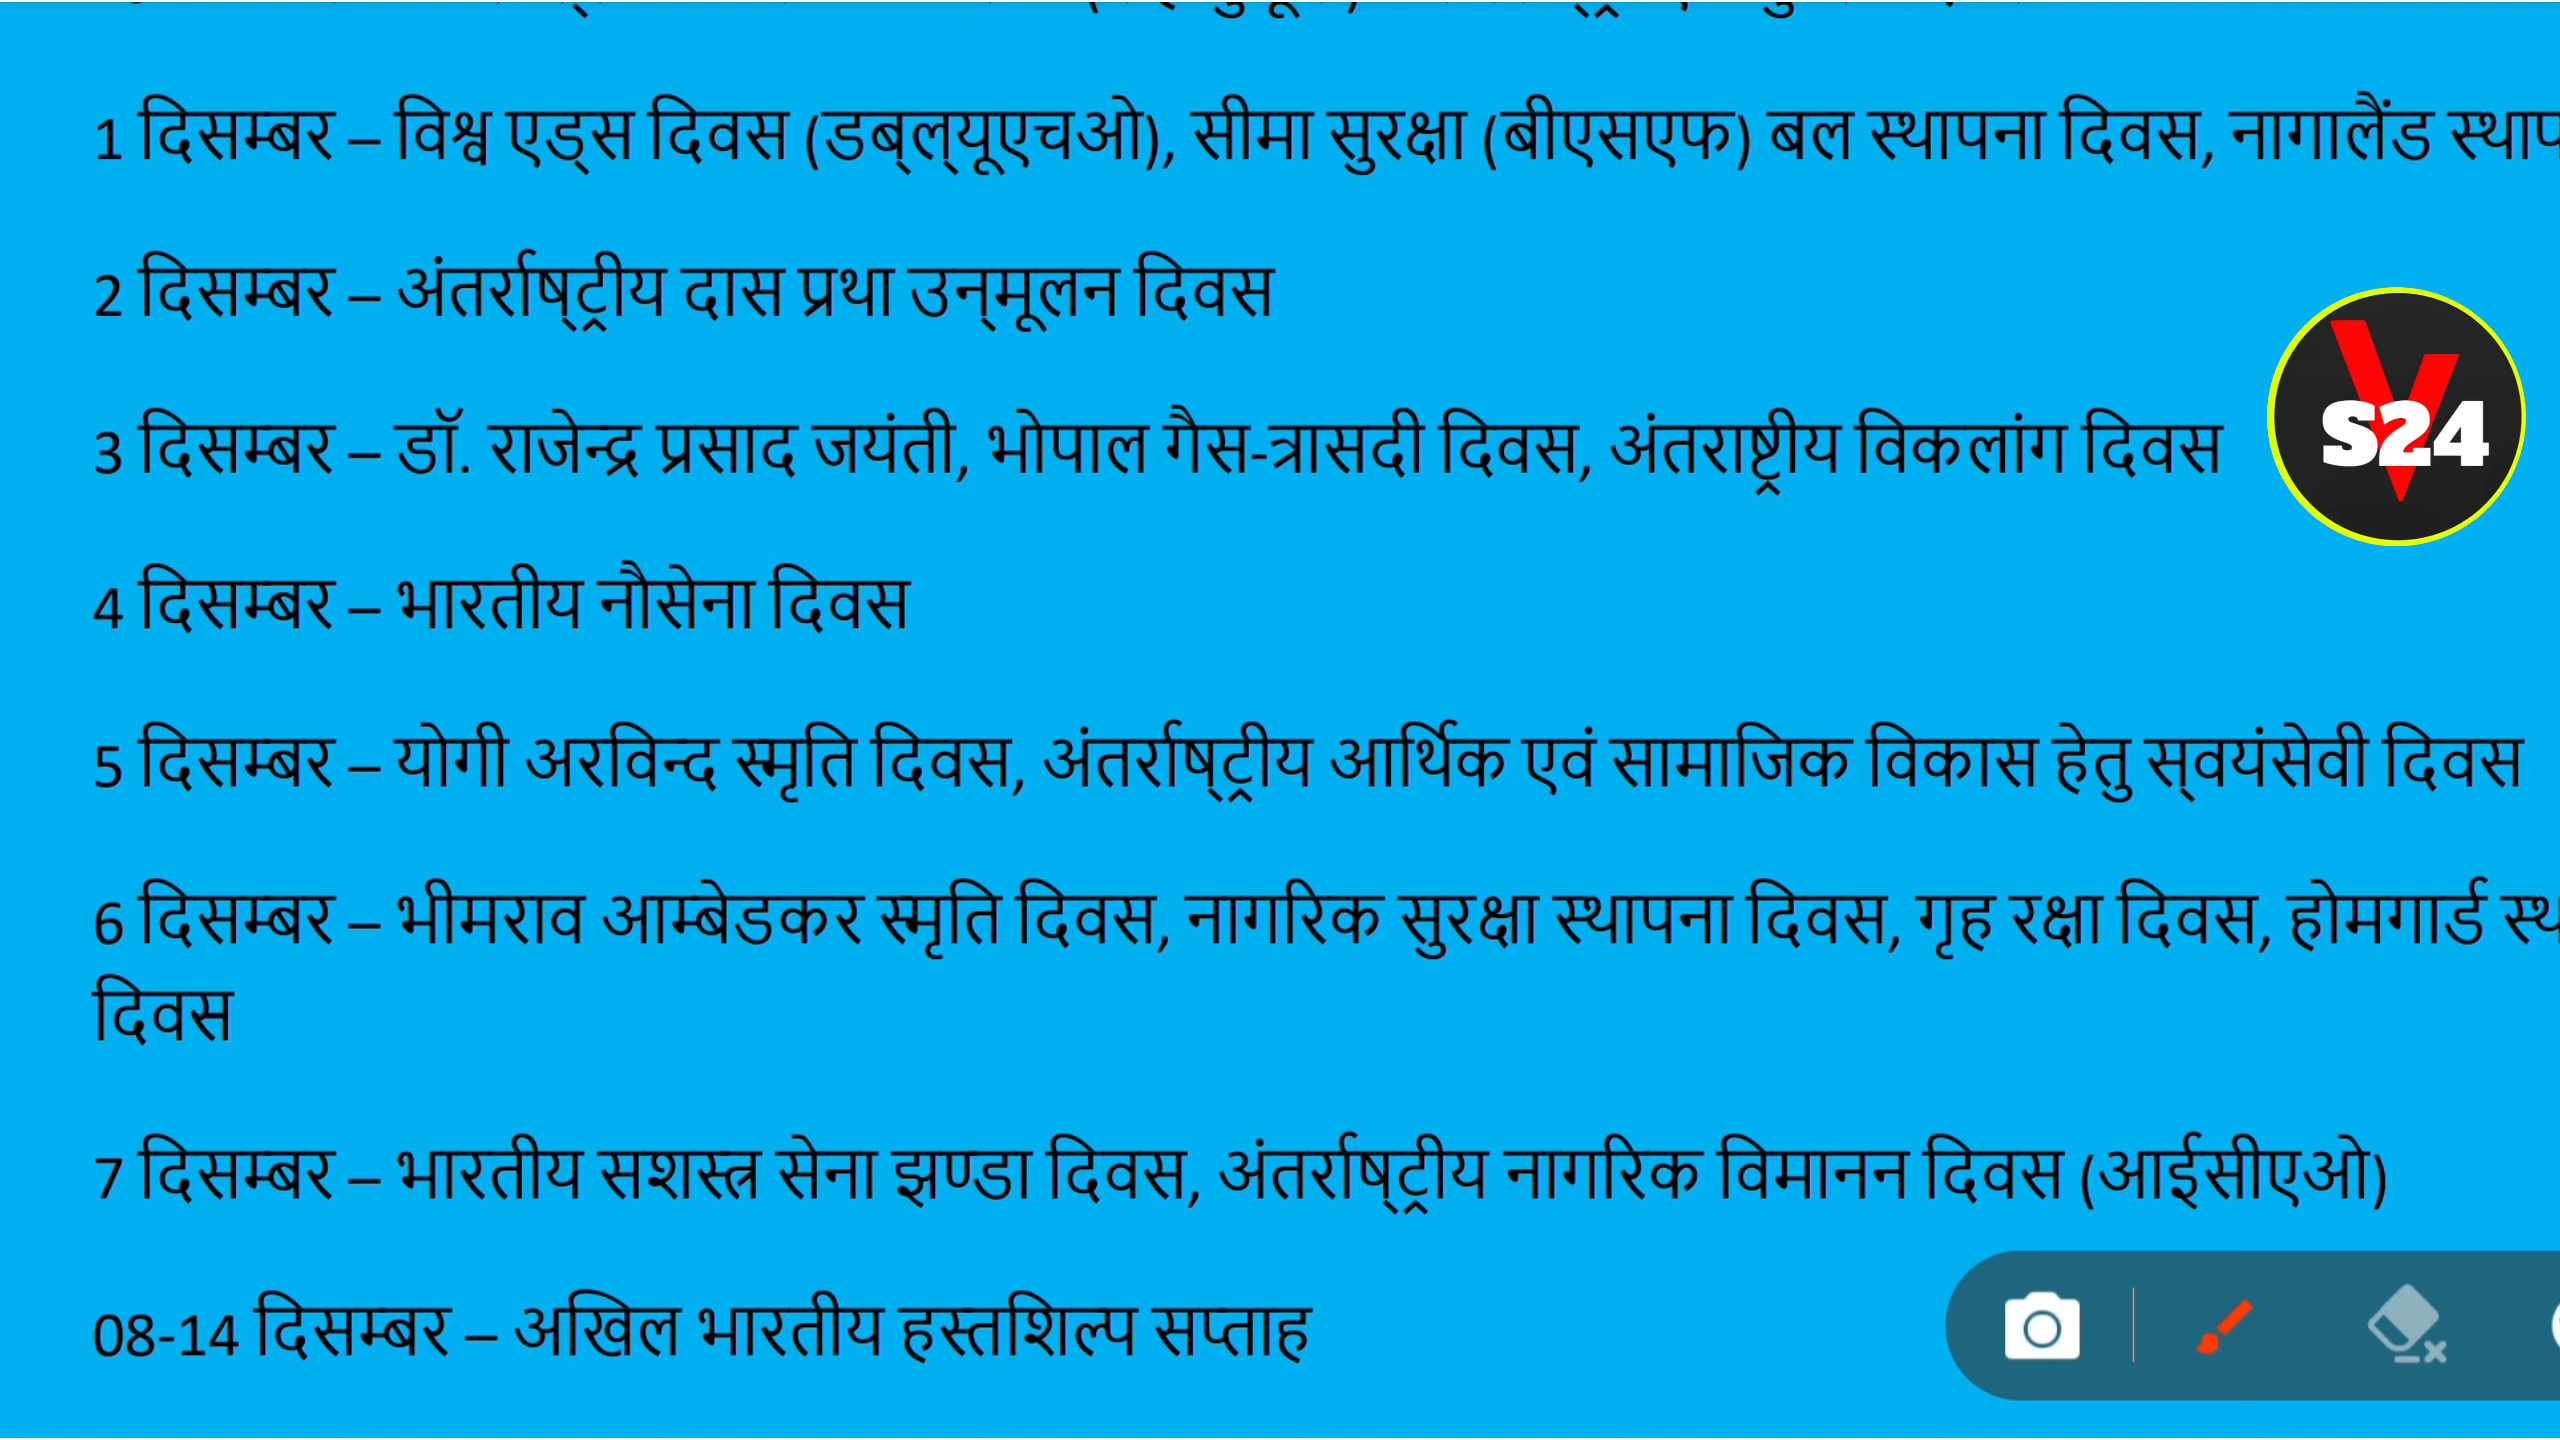 1 दिसम्बर – विश्व एड्स दिवस (डब्‌ल्‌यूएचओ), सीमा सुरक्षा (बीएसएफ) बल स्थापना दिवस, नागालैंड
2 दिसम्बर – अंतर्राष्‌ट्रीय दास प्रथा उन्‌मूलन दिवस
3 दिसम्बर – डॉ. राजेन्द्र प्रसाद जयंती, भोपाल गैस-त्रासदी दिवस, अंतराष्ट्रीय विकलांग दिवस
S24
4 दिसम्बर – भारतीय नौसेना दिवस
5 दिसम्बर – योगी अरविन्द स्मृति दिवस, अंतर्राष्‌ट्रीय आर्थिक एवं सामाजिक विकास हेतु स्‌वयंसेवी दिवस
6 दिसम्बर – भीमराव आम्बेडकर स्मृति दिवस, नागरिक सुरक्षा स्थापना दिवस, गृह रक्षा दिवस, होमगार्ड
दिवस
7 दिसम्बर – भारतीय सशस्त्र सेना झण्डा दिवस, अंतर्राष्‌ट्रीय नागरिक विमानन दिवस (आईसीएओ)
08-14 दिसम्बर – अखिल भारतीय हस्तशिल्प सप्ताह